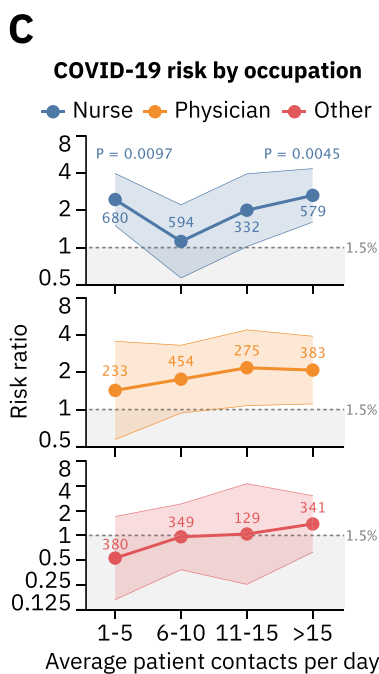 C
COVID-19 risk by occupation
Nurse Physician Other
Risk ratio
8
P = 0.0097 P = 0.0045
4
2
680 594 332 579
1 1.5%
0.5
8
4
233 454 275 383
2
1 1.5%
0.5
8
4
2
380 349 129 341
1 1.5%
0.5
0.25
0.125
1-5 6-10 11-15 >15
Average patient contacts per day